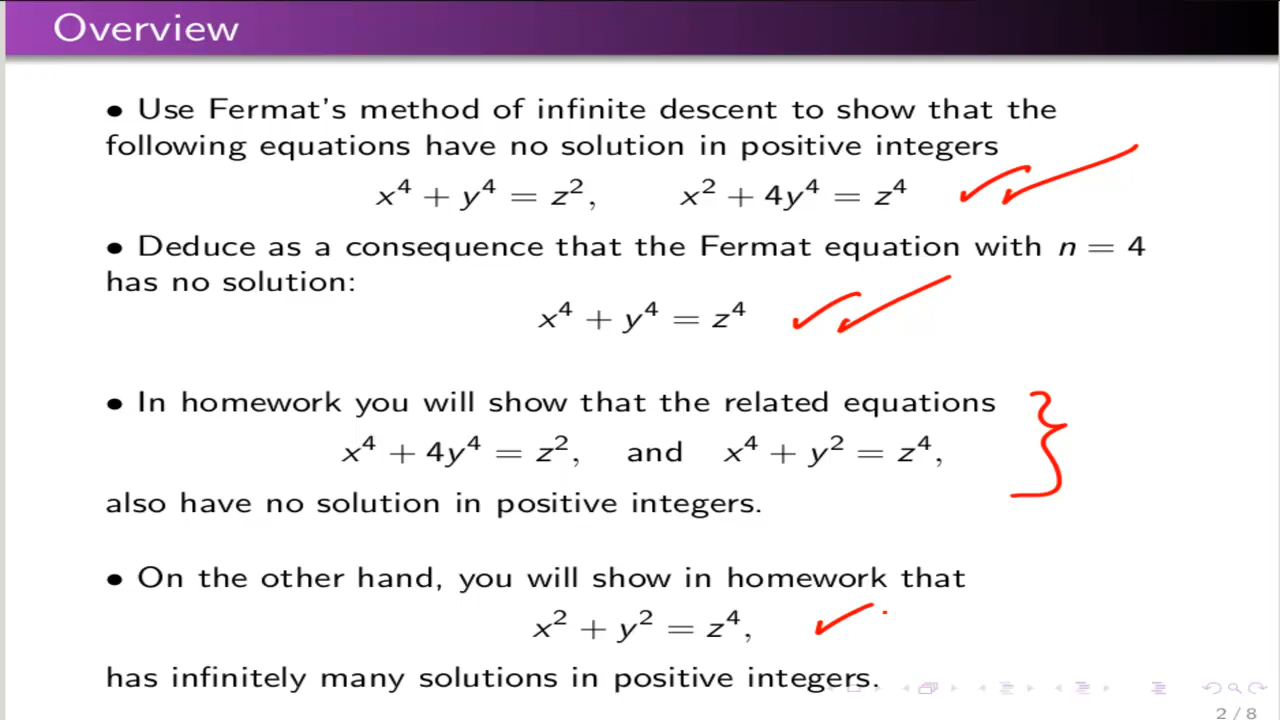 Overview
• Use Fermat's method of infinite descent to show that the
following equations have no solution in positive integers
x⁴ + y⁴ = z², x² + 4y⁴ = z⁴
• Deduce as a consequence that the Fermat equation with n = 4
has no solution:
x⁴ + y⁴ = z⁴
• In homework you will show that the related equations
x⁴ + 4y⁴ = z², and x⁴ + y² = z⁴,
also have no solution in positive integers.
• On the other hand, you will show in homework that
x² + y² = z⁴,
has infinitely many solutions in positive integers.
2 / 8